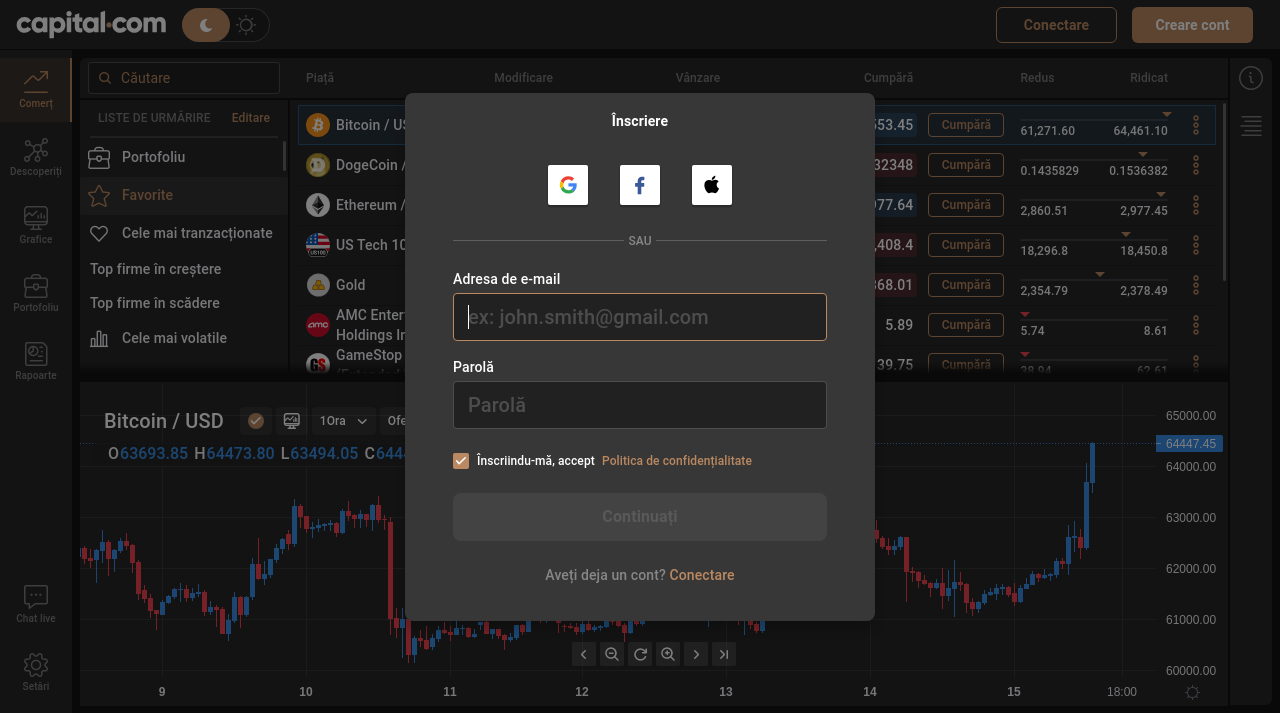 capital.com
Conectare
Creare cont
Căutare
Piață
Modificare
Vânzare
Cumpără
Redus
Ridicat
Comerț
Descoperiți
Grafice
Portofoliu
Rapoarte
Chat live
Setări
LISTE DE URMĂRIRE
Editare
Portofoliu
Favorite
Cele mai tranzacționate
Top firme în creștere
Top firme în scădere
Cele mai volatile
Bitcoin / US
553.45
Cumpără
61,271.60
64,461.10
DogeCoin /
32348
Cumpără
0.1435829
0.1536382
Ethereum /
977.64
Cumpără
2,860.51
2,977.45
US100
US Tech 10
,408.4
Cumpără
18,296.8
18,450.8
Gold
368.01
Cumpără
2,354.79
2,378.49
amc
AMC Enter
Holdings In
5.89
Cumpără
5.74
8.61
GameStop
(Extended
39.75
Cumpără
38.94
62.61
Înscriere
SAU
Adresa de e-mail
ex: john.smith@gmail.com
Parolă
Parolă
Înscriindu-mă, accept Politica de confidențialitate
Continuați
Aveți deja un cont? Conectare
Bitcoin / USD
1Ora
Ofe
O63693.85 H64473.80 L63494.05 C644
65000.00
64447.45
64000.00
63000.00
62000.00
61000.00
60000.00
9
10
11
12
13
14
15
18:00